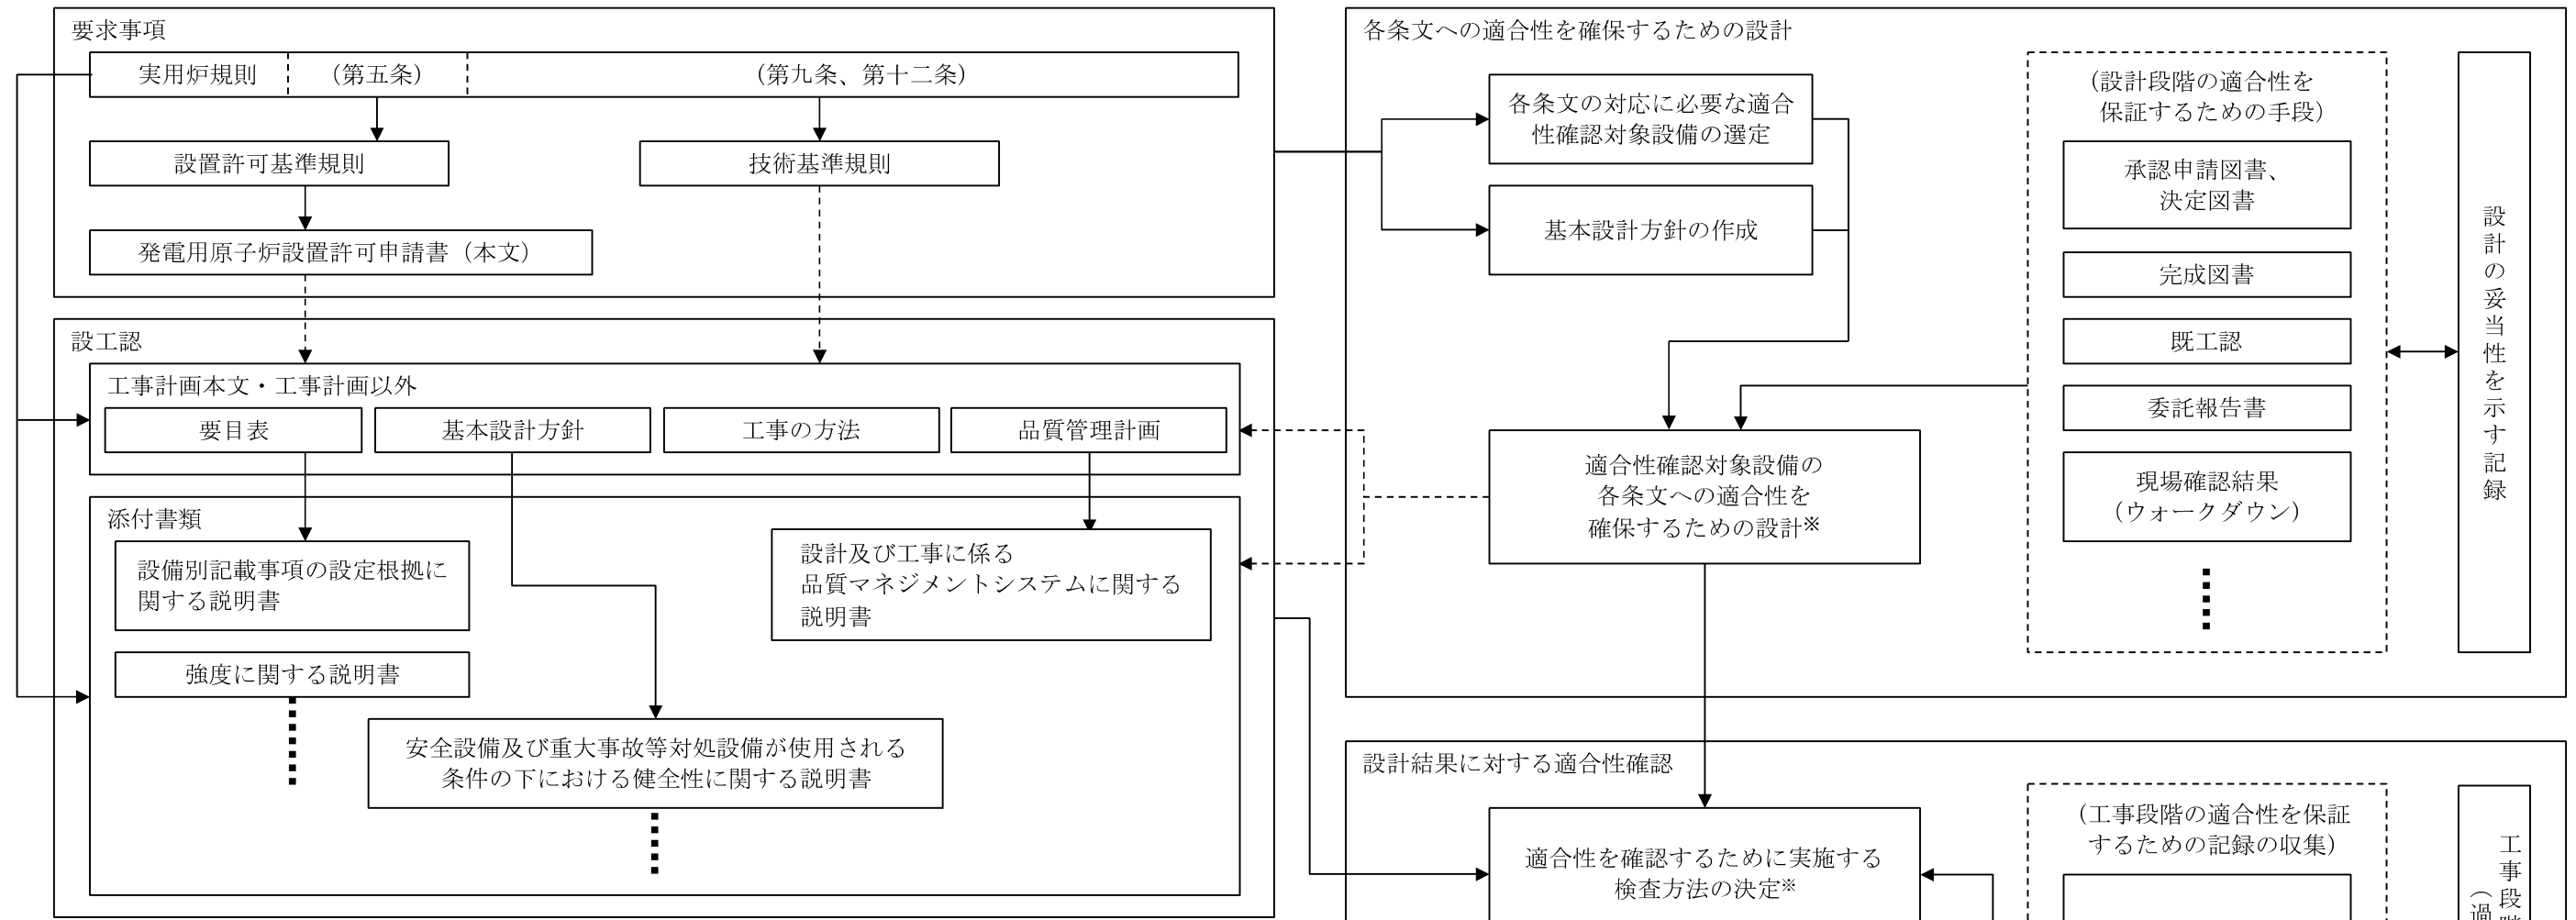 要求事項
実用炉規則
（第五条）
（第九条、第十二条）
設置許可基準規則
技術基準規則
発電用原子炉設置許可申請書（本文）
設工認
工事計画本文・工事計画以外
要目表
基本設計方針
工事の方法
品質管理計画
添付書類
設備別記載事項の設定根拠に
関する説明書
設計及び工事に係る
品質マネジメントシステムに関する
説明書
強度に関する説明書
安全設備及び重大事故等対処設備が使用される
条件の下における健全性に関する説明書
各条文への適合性を確保するための設計
各条文の対応に必要な適合
性確認対象設備の選定
基本設計方針の作成
適合性確認対象設備の
各条文への適合性を
確保するための設計※
（設計段階の適合性を
保証するための手段）
承認申請図書、
決定図書
完成図書
既工認
委託報告書
現場確認結果
（ウォークダウン）
設計の妥当性を示す記録
設計結果に対する適合性確認
適合性を確認するために実施する
検査方法の決定※
（工事段階の適合性を保証
するための記録の収集）
工事段
（過